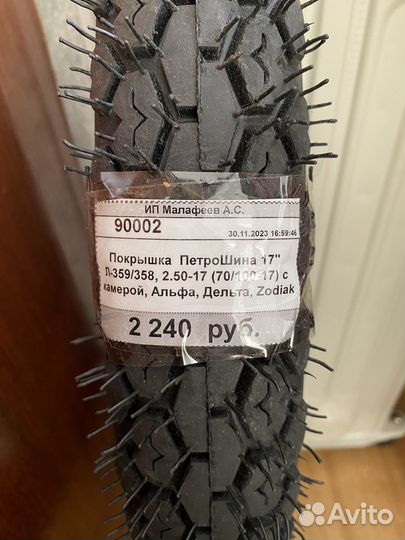 ИП Малафеев А.С.
90002
30.11.2023 16:59:46
Покрышка ПетроШина 17"
Л-359/358, 2.50-17 (70/100-17) с
камерой, Альфа, Дельта, Zodiak
2 240 руб.
Avito